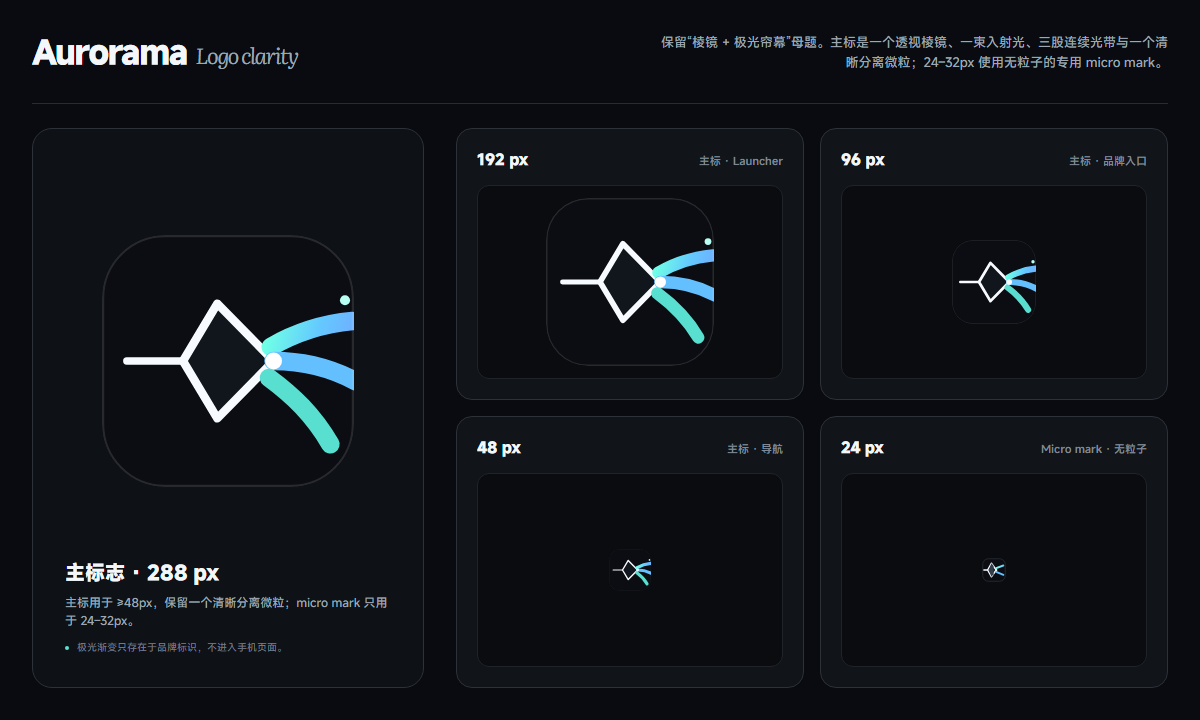 Aurorama Logo clarity
保留“棱镜 + 极光帘幕”母题。主标是一个透视棱镜、一束入射光、三股连续光带与一个清
晰分离微粒；24–32px 使用无粒子的专用 micro mark。
192 px
主标 · Launcher
96 px
主标 · 品牌入口
48 px
主标 · 导航
24 px
Micro mark · 无粒子
主标志 · 288 px
主标用于 ≥48px，保留一个清晰分离微粒；micro mark 只用
于 24–32px。
极光渐变只存在于品牌标识，不进入手机页面。